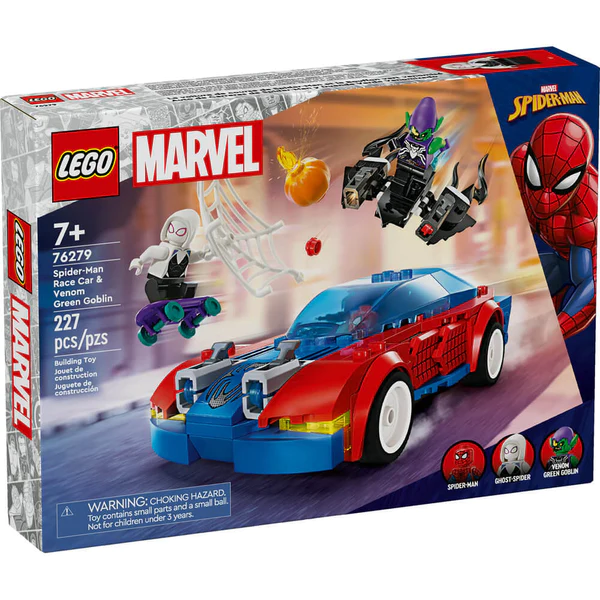 LEGO MARVEL
MARVEL
SPIDER-MAN
LEGO MARVEL
LEGO MARVEL
7+
76279
Spider-Man
Race Car &
Venom
Green Goblin
227
pcs/pzs
Building Toy
Jouet de
construction
Juguete de
construcción
SPIDER-MAN
GHOST-SPIDER
VENOM
GREEN GOBLIN
WARNING: CHOKING HAZARD.
Toy contains small parts and a small ball.
Not for children under 3 years.